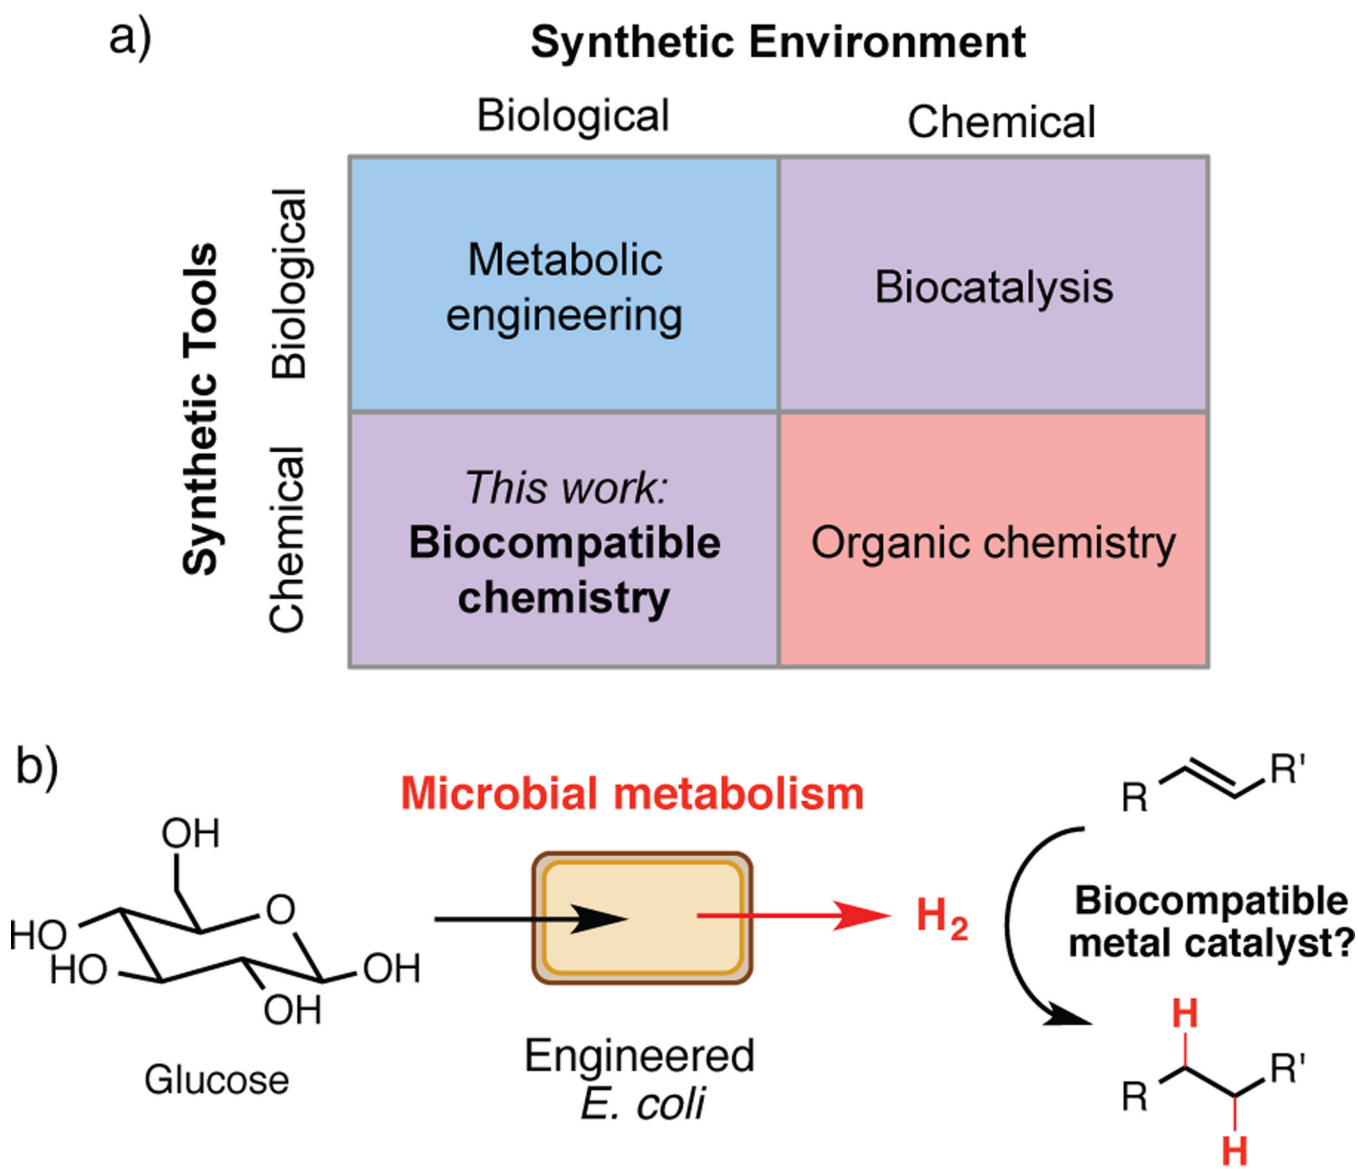 a)
Synthetic Environment
Biological
Chemical
Synthetic Tools
Biological
Chemical
Metabolic
engineering
Biocatalysis
This work:
Biocompatible
chemistry
Organic chemistry
b)
Microbial metabolism
OH
O
HO
HO
OH
OH
Glucose
Engineered
E. coli
H2
R
R'
Biocompatible
metal catalyst?
H
R
R'
H